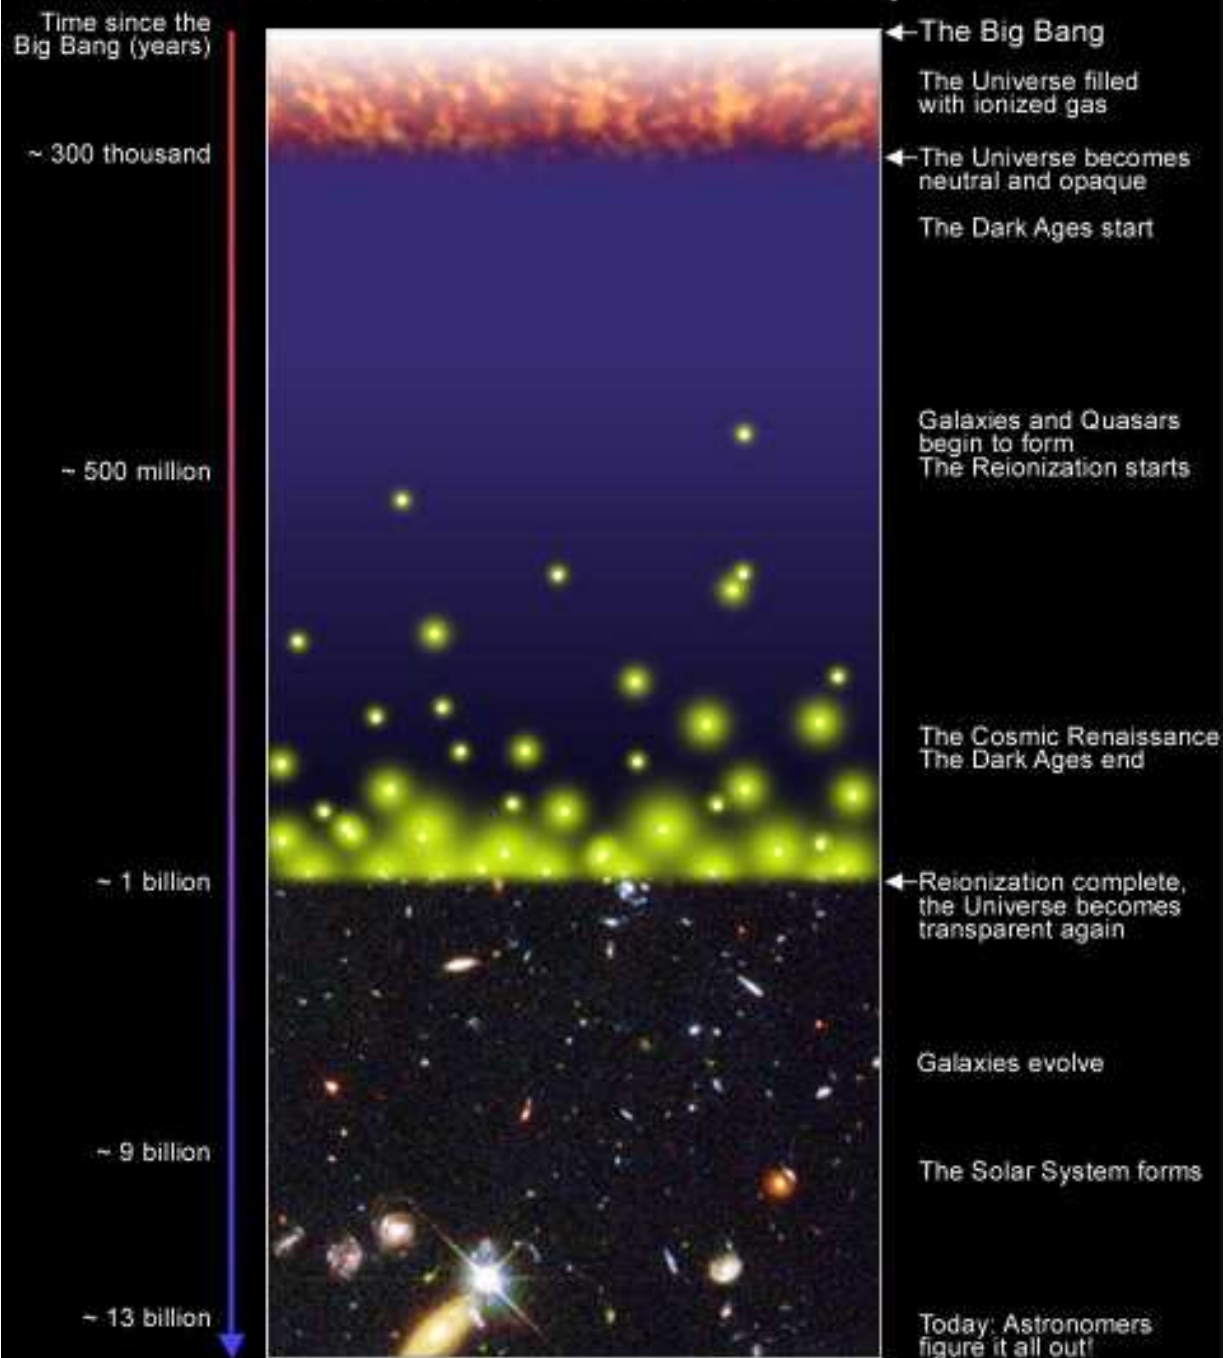 Time since the
Big Bang (years)
The Big Bang
The Universe filled
with ionized gas
~ 300 thousand
The Universe becomes
neutral and opaque
The Dark Ages start
Galaxies and Quasars
begin to form
~ 500 million
The Reionization starts
The Cosmic Renaissance
The Dark Ages end
~ 1 billion
Reionization complete,
the Universe becomes
transparent again
Galaxies evolve
~ 9 billion
The Solar System forms
~ 13 billion
Today: Astronomers
figure it all out!